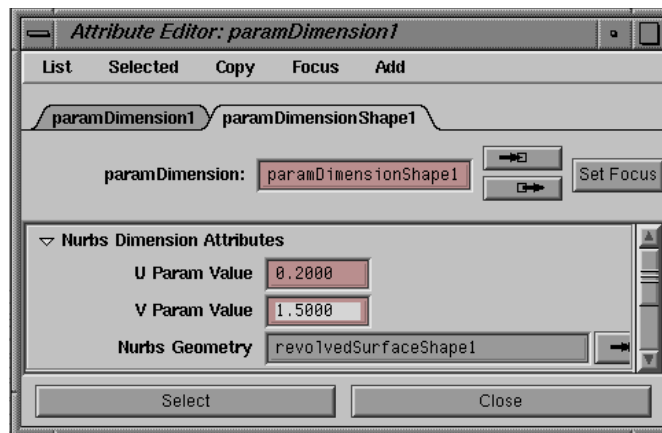 Attribute Editor: paramDimension1
List Selected Copy Focus Add
paramDimension1 paramDimensionShape1
paramDimension: paramDimensionShape1 Set Focus
Nurbs Dimension Attributes
U Param Value 0.2000
V Param Value 1.5000
Nurbs Geometry revolvedSurfaceShape1
Select Close